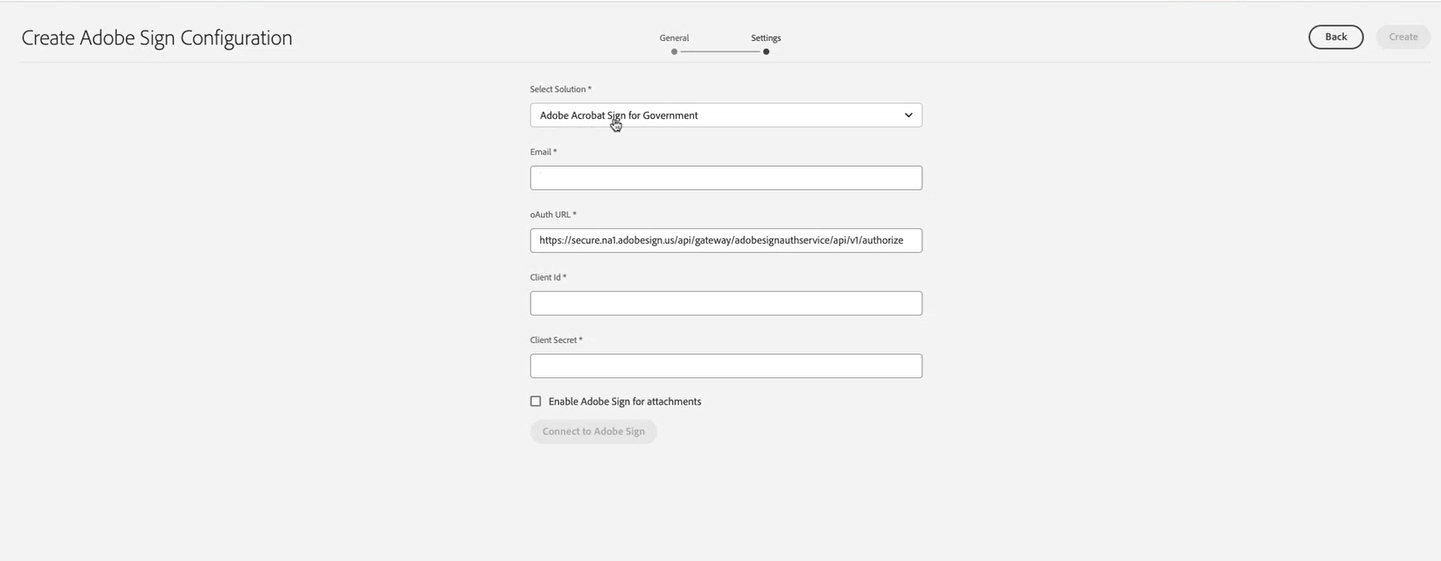 Create Adobe Sign Configuration
General
Settings
Back
Create
Select Solution *
Adobe Acrobat Sign for Government
Email *
oAuth URL *
https://secure.na1.adobesign.us/api/gateway/adobesignauthservice/api/v1/authorize
Client Id *
Client Secret *
Enable Adobe Sign for attachments
Connect to Adobe Sign